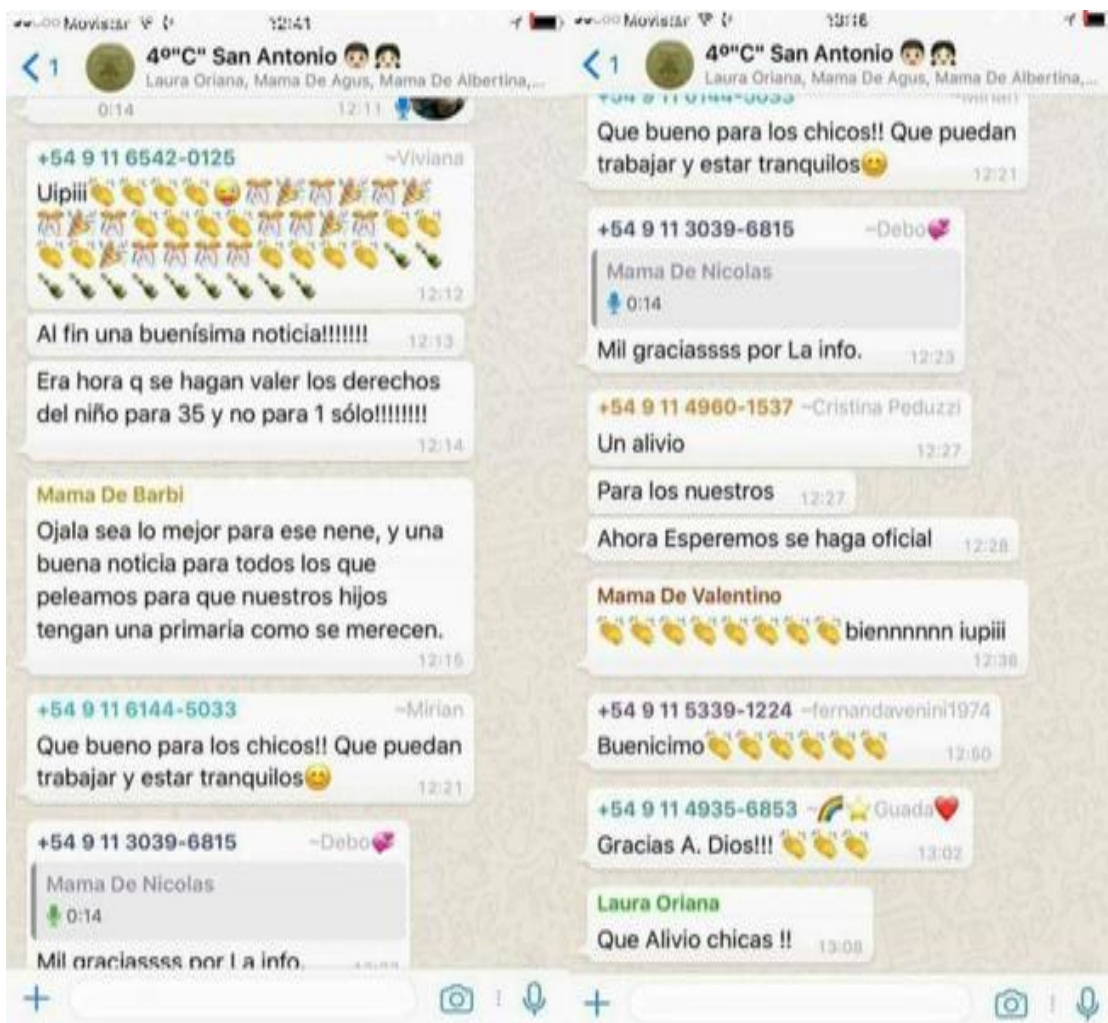 Movistar
12:41
1
4º"C" San Antonio
Laura Oriana, Mama De Agus, Mama De Albertina,...
0:14
12:11
+54 9 11 6542-0125
~Viviana
Uipiii
12:12
Al fin una buenísima noticia!!!!!!!
12:13
Era hora q se hagan valer los derechos
del niño para 35 y no para 1 sólo!!!!!!!!
12:14
Mama De Barbi
Ojala sea lo mejor para ese nene, y una
buena noticia para todos los que
peleamos para que nuestros hijos
tengan una primaria como se merecen.
12:15
+54 9 11 6144-5033
~Mirian
Que bueno para los chicos!! Que puedan
trabajar y estar tranquilos
12:21
+54 9 11 3039-6815
~Debo
Mama De Nicolas
0:14
Mil graciassss por La info.
Movistar
13:16
1
4º"C" San Antonio
Laura Oriana, Mama De Agus, Mama De Albertina,...
+54 9 11 6144-5033
~Mirian
Que bueno para los chicos!! Que puedan
trabajar y estar tranquilos
12:21
+54 9 11 3039-6815
~Debo
Mama De Nicolas
0:14
Mil graciassss por La info.
12:23
+54 9 11 4960-1537 ~Cristina Peduzzi
Un alivio
12:27
Para los nuestros
12:27
Ahora Esperemos se haga oficial
12:28
Mama De Valentino
biennnnnn iupiii
12:38
+54 9 11 5339-1224 ~fernandavenini1974
Buenicimo
12:50
+54 9 11 4935-6853 ~Guada
Gracias A. Dios!!!
13:02
Laura Oriana
Que Alivio chicas !!
13:08